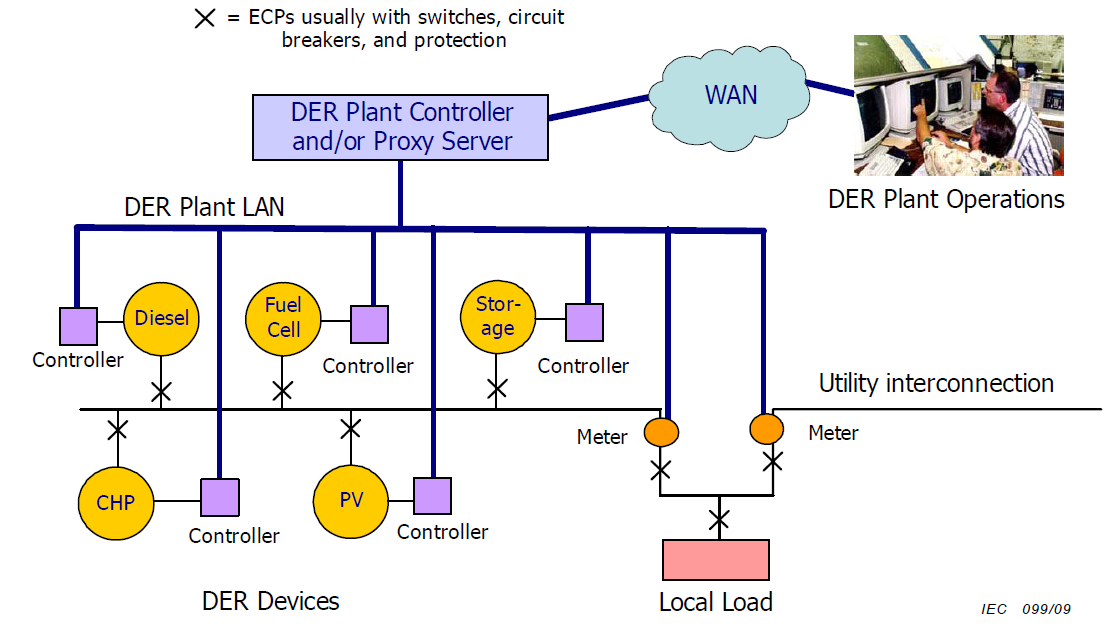 = ECPs usually with switches, circuit
breakers, and protection
WAN
DER Plant Controller
and/or Proxy Server
DER Plant Operations
DER Plant LAN
Diesel
Fuel
Cell
Stor-
age
Controller
Controller
Controller
Utility interconnection
Meter
Meter
CHP
PV
Controller
Controller
DER Devices
Local Load
IEC 099/09